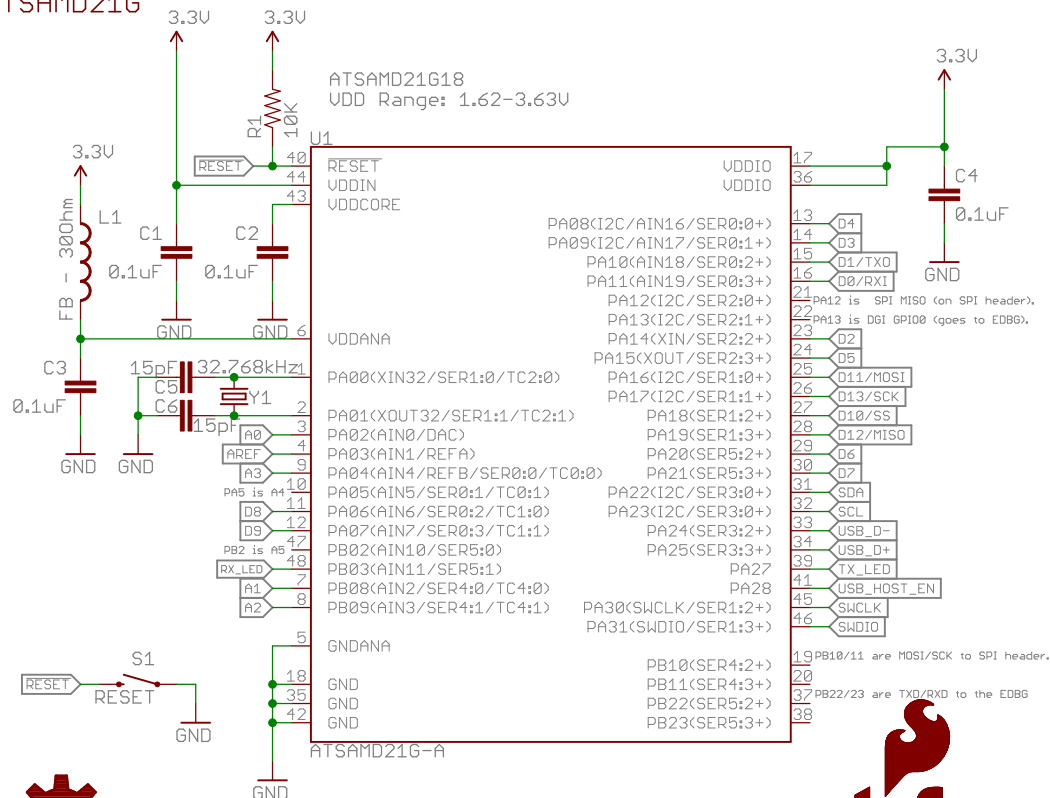 3.3V
3.3V
ATSAMD21G18
VDD Range: 1.62-3.63V
3.3V
R1
10K
U1
3.3V
RESET
40 RESET
44 VDDIN
43 VDDCORE
VDDIO 17
VDDIO 36
C4
0.1uF
GND
L1
FB - 30Ohm
C1
0.1uF
GND
C2
0.1uF
GND
PA08(I2C/AIN16/SER0:0+) 13 D4
PA09(I2C/AIN17/SER0:1+) 14 D3
PA10(AIN18/SER0:2+) 15 D1/TXO
PA11(AIN19/SER0:3+) 16 D0/RXI
PA12(I2C/SER2:0+) 21 PA12 is SPI MISO (on SPI header).
PA13(I2C/SER2:1+) 22 PA13 is DGI GPIO0 (goes to EDBG).
PA14(XIN/SER2:2+) 23 D2
PA15(XOUT/SER2:3+) 24 D5
PA16(I2C/SER1:0+) 25 D11/MOSI
PA17(I2C/SER1:1+) 26 D13/SCK
PA18(SER1:2+) 27 D10/SS
PA19(SER1:3+) 28 D12/MISO
PA20(SER5:2+) 29 D6
PA21(SER5:3+) 30 D7
PA22(I2C/SER3:0+) 31 SDA
PA23(I2C/SER3:0+) 32 SCL
PA24(SER3:2+) 33 USB_D-
PA25(SER3:3+) 34 USB_D+
PA27 39 TX_LED
PA28 41 USB_HOST_EN
PA30(SWCLK/SER1:2+) 45 SWCLK
PA31(SWDIO/SER1:3+) 46 SWDIO
PB10(SER4:2+) 19 PB10/11 are MOSI/SCK to SPI header.
PB11(SER4:3+) 20
PB22(SER5:2+) 37 PB22/23 are TXD/RXD to the EDBG
PB23(SER5:3+) 38
6 VDDANA
C3
0.1uF
GND
15pF
C5
C6
15pF
GND
32.768kHz
Y1
1 PA00(XIN32/SER1:0/TC2:0)
2 PA01(XOUT32/SER1:1/TC2:1)
A0 3 PA02(AIN0/DAC)
AREF 4 PA03(AIN1/REFA)
A3 9 PA04(AIN4/REFB/SER0:0/TC0:0)
PA5 is A4 10 PA05(AIN5/SER0:1/TC0:1)
D8 11 PA06(AIN6/SER0:2/TC1:0)
D9 12 PA07(AIN7/SER0:3/TC1:1)
PB2 is A5 47 PB02(AIN10/SER5:0)
RX_LED 48 PB03(AIN11/SER5:1)
A1 7 PB08(AIN2/SER4:0/TC4:0)
A2 8 PB09(AIN3/SER4:1/TC4:1)
5 GNDANA
18 GND
35 GND
42 GND
ATSAMD21G-A
GND
RESET
S1
RESET
GND